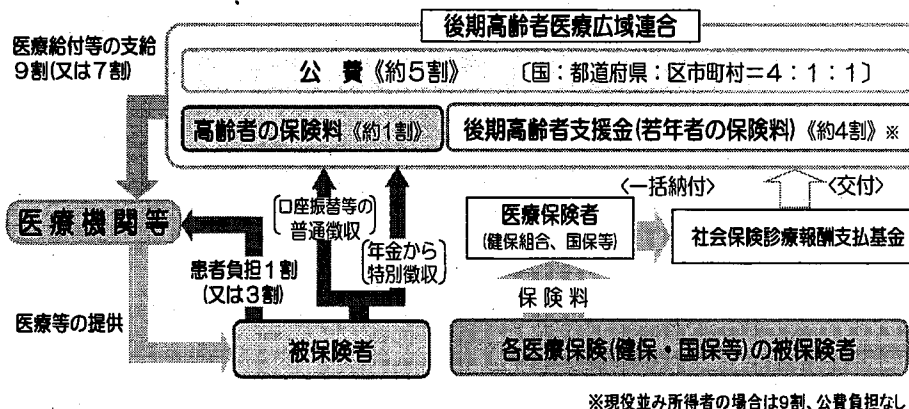 後期高齢者医療広域連合
医療給付等の支給
9割(又は7割)
公費《約5割》 〔国：都道府県：区市町村＝4：1：1〕
高齢者の保険料《約1割》
後期高齢者支援金(若年者の保険料)《約4割》※
〈一括納付〉
〈交付〉
医療機関等
口座振替等の
普通徴収
年金から
特別徴収
医療保険者
(健保組合、国保等)
社会保険診療報酬支払基金
患者負担1割
(又は3割)
保険料
医療等の提供
被保険者
各医療保険(健保・国保等)の被保険者
※現役並み所得者の場合は9割、公費負担なし